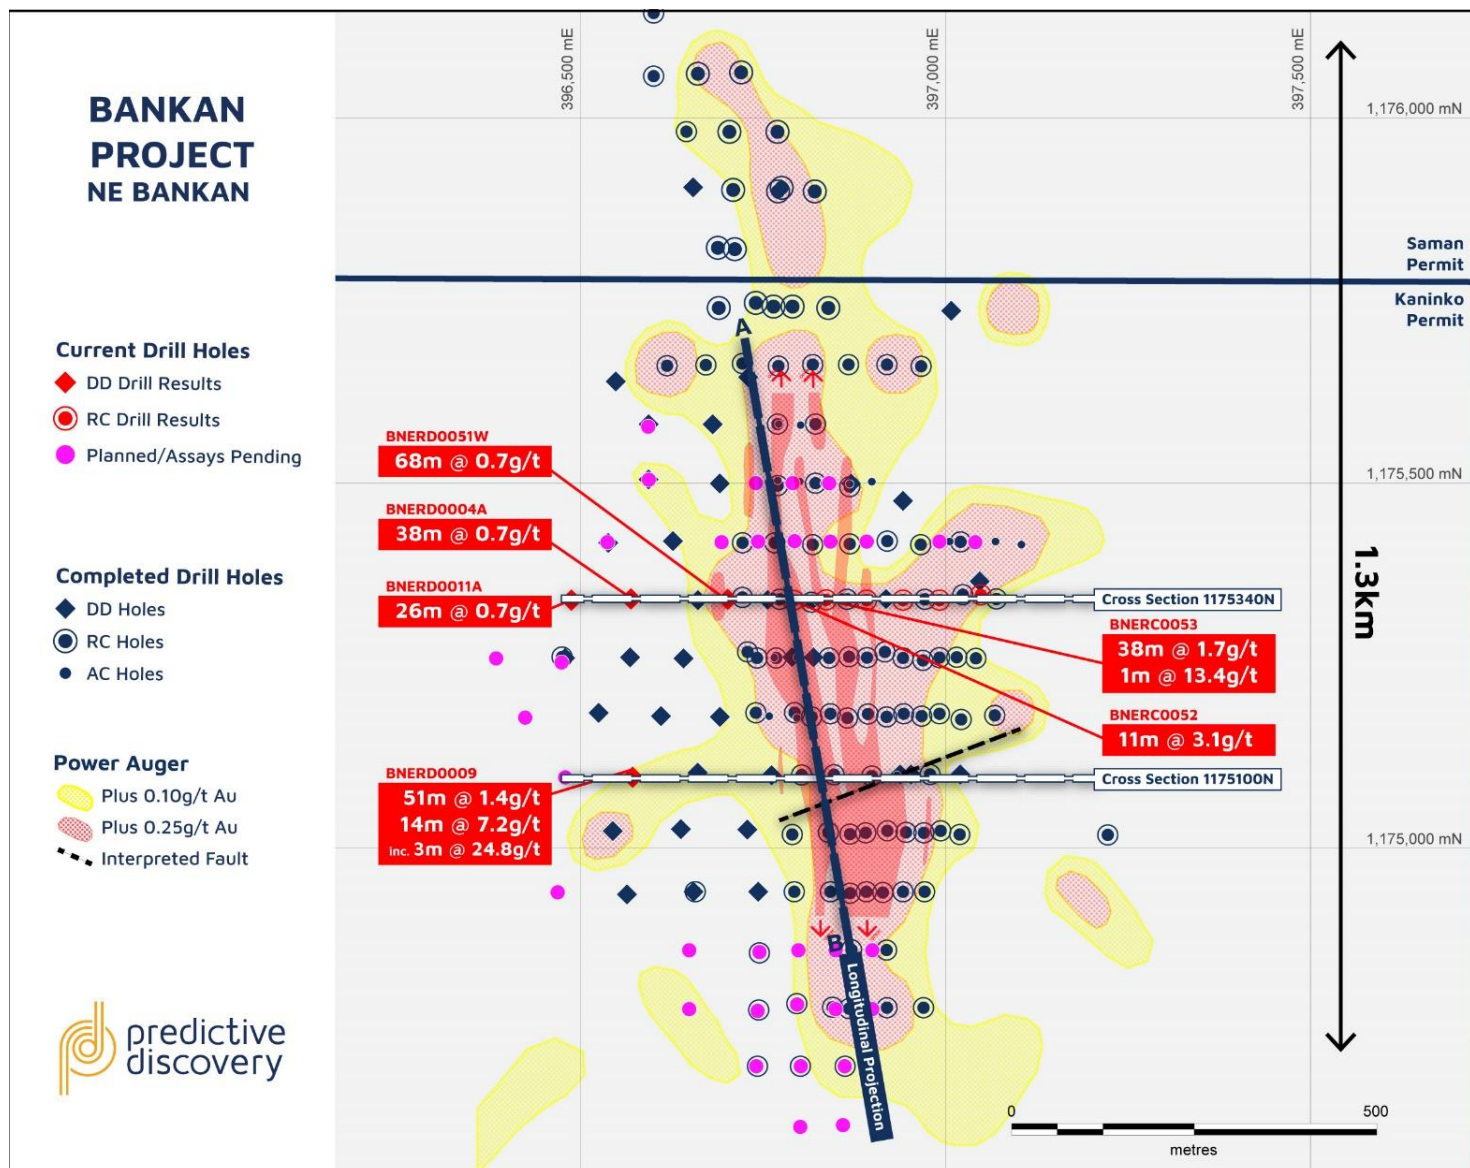 BANKAN
PROJECT
NE BANKAN
Current Drill Holes
DD Drill Results
RC Drill Results
Planned/Assays Pending
Completed Drill Holes
DD Holes
RC Holes
AC Holes
Power Auger
Plus 0.10g/t Au
Plus 0.25g/t Au
Interpreted Fault
predictive
discovery
396,500 mE
397,000 mE
397,500 mE
1,176,000 mN
Saman
Permit
Kaninko
Permit
A
BNERD0051W
68m @ 0.7g/t
1,175,500 mN
BNERD0004A
38m @ 0.7g/t
BNERD0011A
26m @ 0.7g/t
Cross Section 1175340N
1.3km
BNERC0053
38m @ 1.7g/t
1m @ 13.4g/t
BNERC0052
11m @ 3.1g/t
BNERD0009
51m @ 1.4g/t
14m @ 7.2g/t
inc. 3m @ 24.8g/t
Cross Section 1175100N
1,175,000 mN
B
Longitudinal Projection
0 500
metres